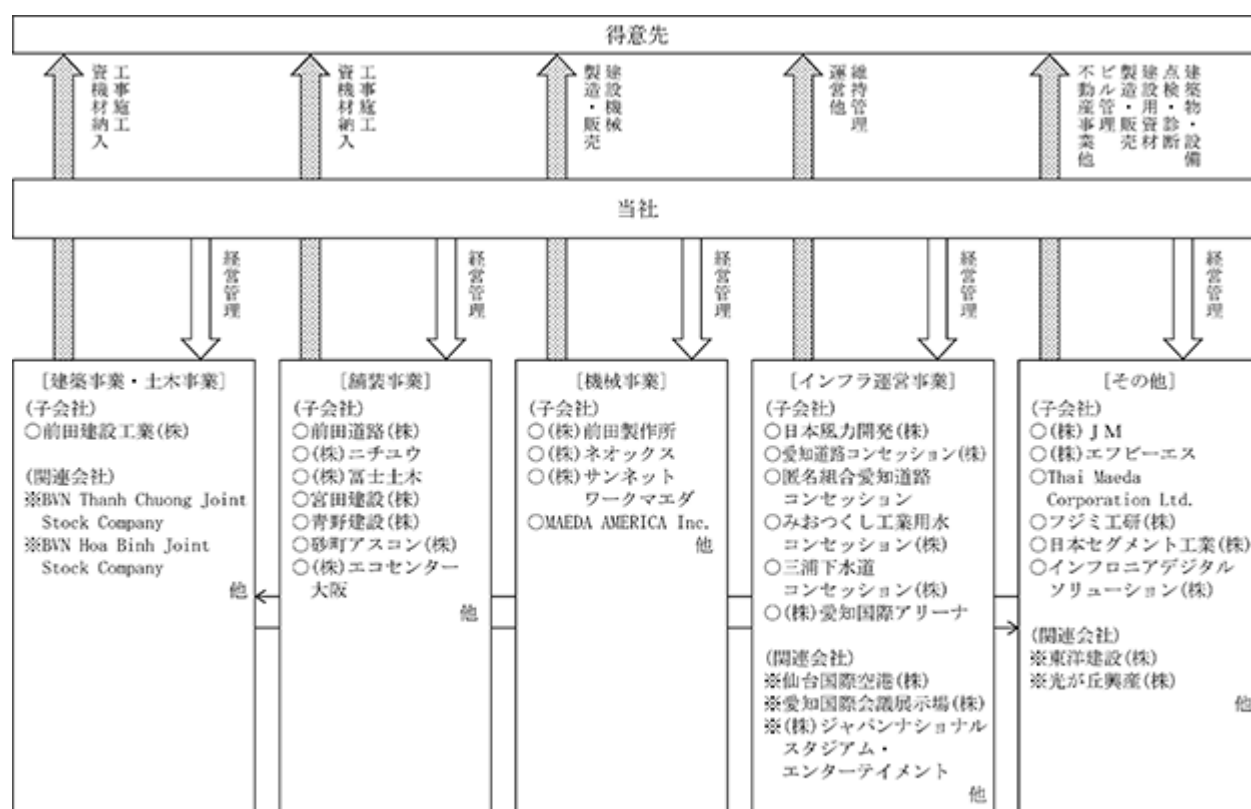 得意先
工事施工
資機材納入
工事施工
資機材納入
建設機械
製造・販売
維持管理
運営他
建築物・設備
点検・診断
建設用資材
製造・販売
ビル管理
不動産事業他
当社
経営管理
経営管理
経営管理
経営管理
経営管理
[建築事業・土木事業]
(子会社)
○前田建設工業(株)
(関連会社)
※BVN Thanh Chuong Joint
Stock Company
※BVN Hoa Binh Joint
Stock Company
他
[舗装事業]
(子会社)
○前田道路(株)
○(株)ニチユウ
○(株)冨士土木
○宮田建設(株)
○青野建設(株)
○砂町アスコン(株)
○(株)エコセンター
大阪
他
[機械事業]
(子会社)
○(株)前田製作所
○(株)ネオックス
○(株)サンネット
ワークマエダ
○MAEDA AMERICA Inc.
他
[インフラ運営事業]
(子会社)
○日本風力開発(株)
○愛知道路コンセッション(株)
○匿名組合愛知道路
コンセッション
○みおつくし工業用水
コンセッション(株)
○三浦下水道
コンセッション(株)
○(株)愛知国際アリーナ
(関連会社)
※仙台国際空港(株)
※愛知国際会議展示場(株)
※(株)ジャパンナショナル
スタジアム・
エンターテイメント
他
[その他]
(子会社)
○(株)ＪＭ
○(株)エフビーエス
○Thai Maeda
Corporation Ltd.
○フジミ工研(株)
○日本セグメント工業(株)
○インフロニアデジタル
ソリューション(株)
(関連会社)
※東洋建設(株)
※光が丘興産(株)
他